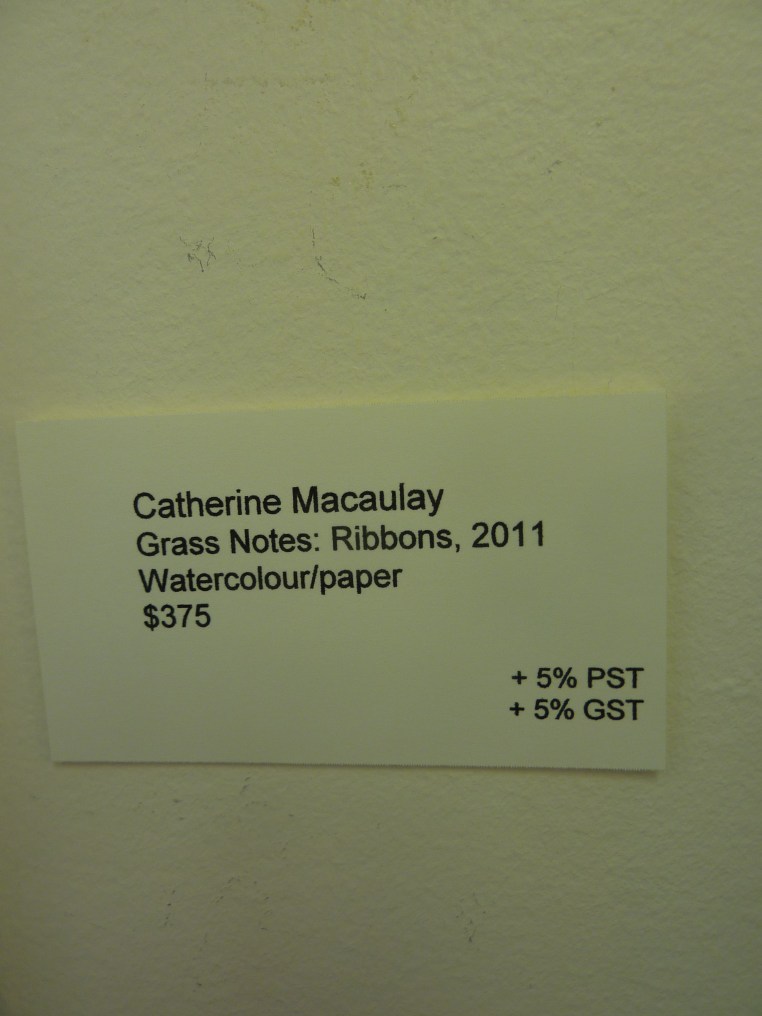 Catherine Macaulay
Grass Notes: Ribbons, 2011
Watercolour/paper
$375
+ 5% PST
+ 5% GST